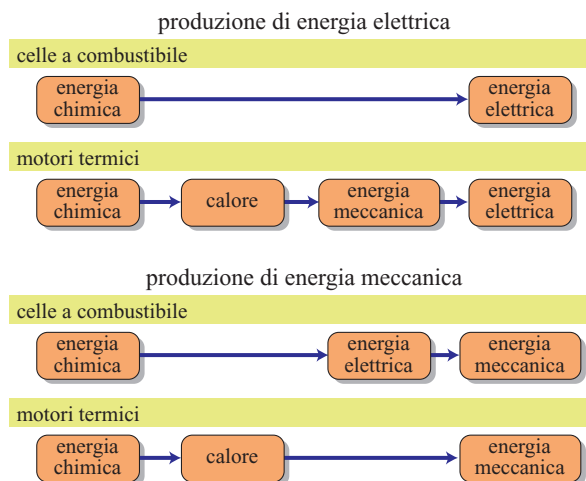 produzione di energia elettrica
celle a combustibile
energia
chimica
energia
elettrica
motori termici
energia
chimica
calore
energia
meccanica
energia
elettrica
produzione di energia meccanica
celle a combustibile
energia
chimica
energia
elettrica
energia
meccanica
motori termici
energia
chimica
calore
energia
meccanica